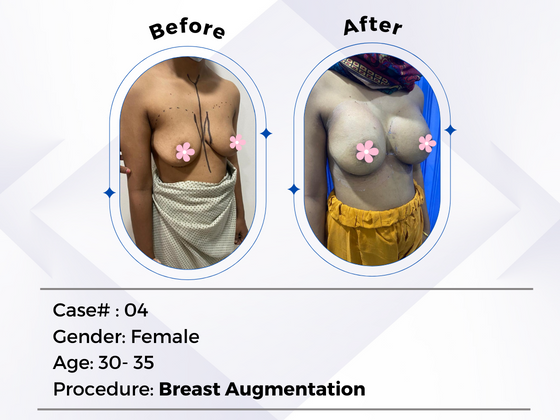 Before
After
Case# : 04
Gender: Female
Age: 30- 35
Procedure: Breast Augmentation